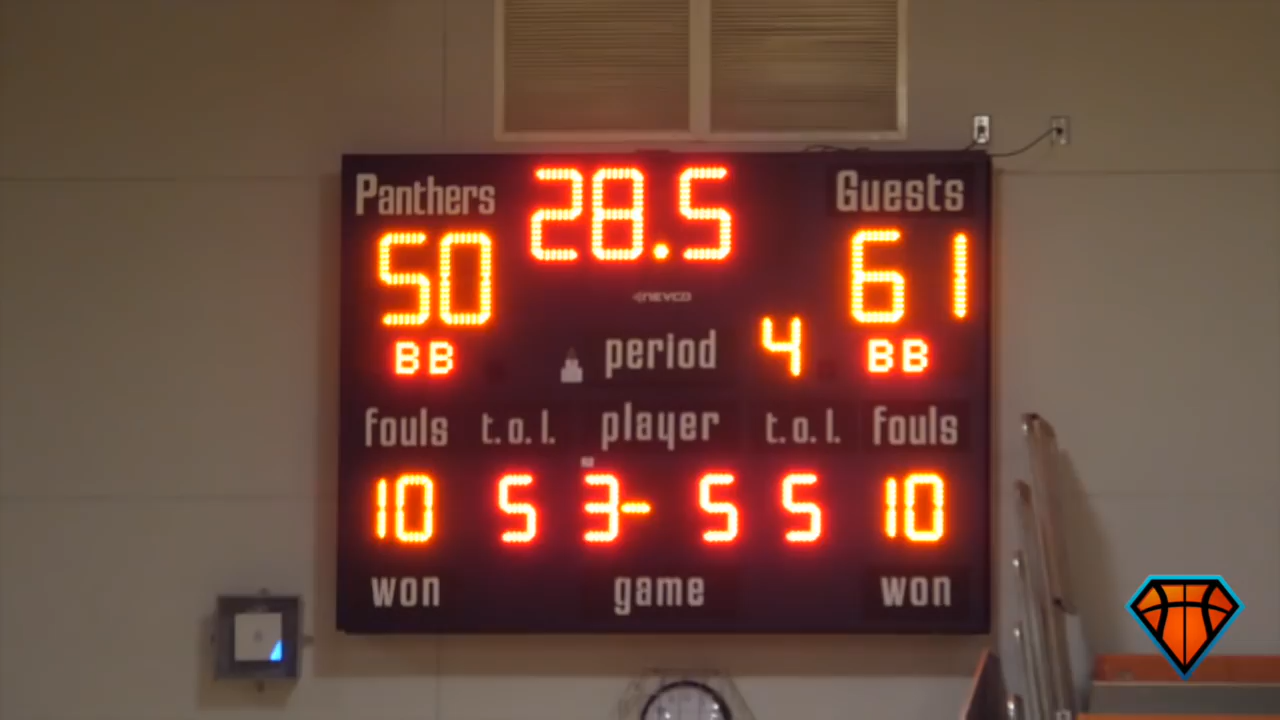 Panthers 28.5 Guests
50 61
NEVCO
BB period 4 BB
fouls t.o.l. player t.o.l. fouls
10 5 3- 5 5 10
won game won